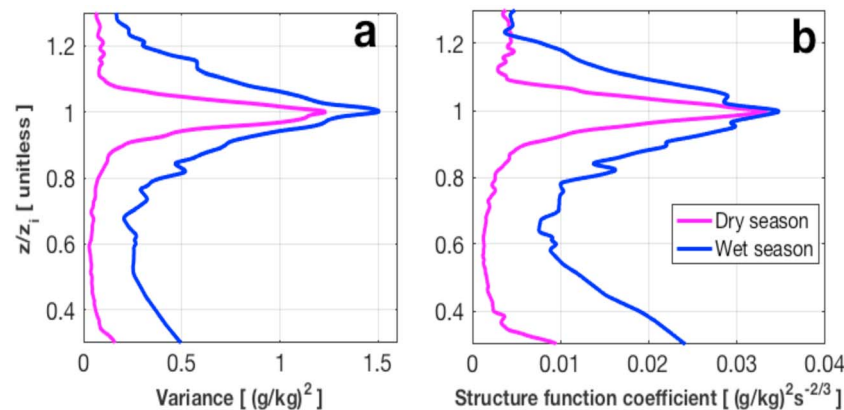 a
1.2
1
0.8
0.6
0.4
z/z_i [ unitless]
0
0.5
1
1.5
Variance [ (g/kg)² ]
b
1.2
1
0.8
0.6
0.4
Dry season
Wet season
0
0.01
0.02
0.03
0.04
Structure function coefficient [ (g/kg)²s⁻²/³ ]